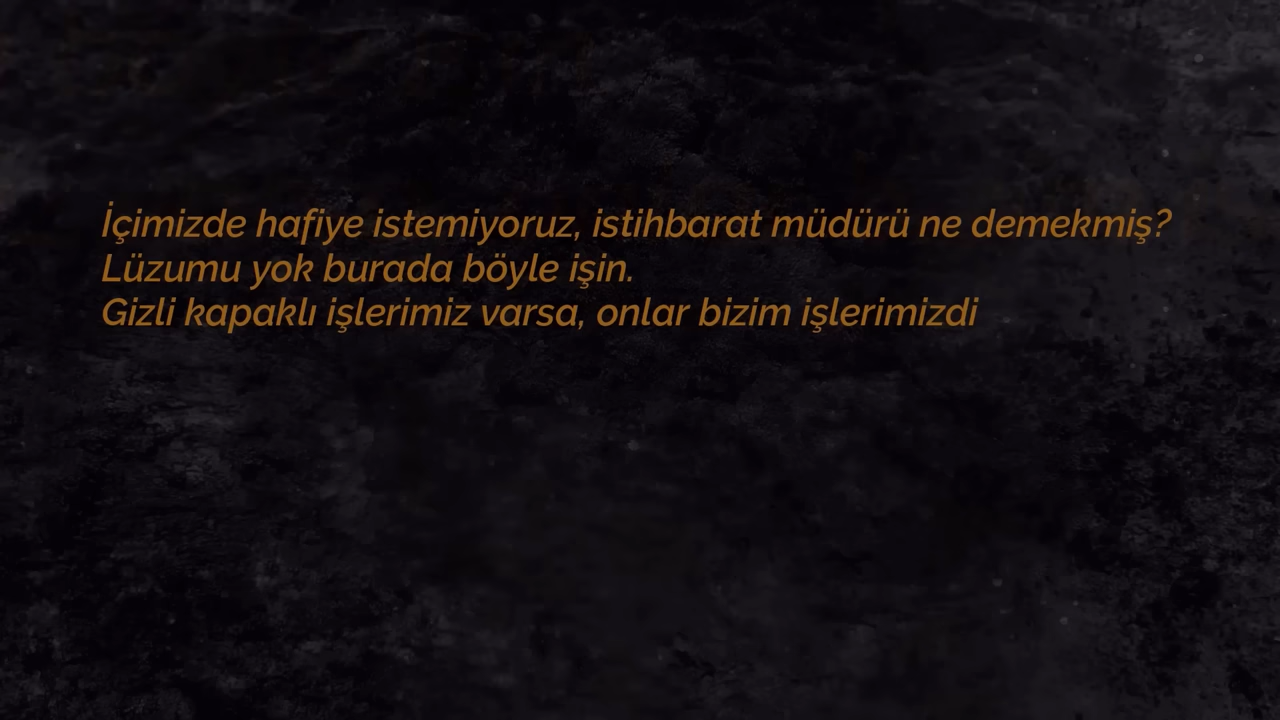 İçimizde hafiye istemiyoruz, istihbarat müdürü ne demekmiş?
Lüzumu yok burada böyle işin.
Gizli kapaklı işlerimiz varsa, onlar bizim işlerimizdi